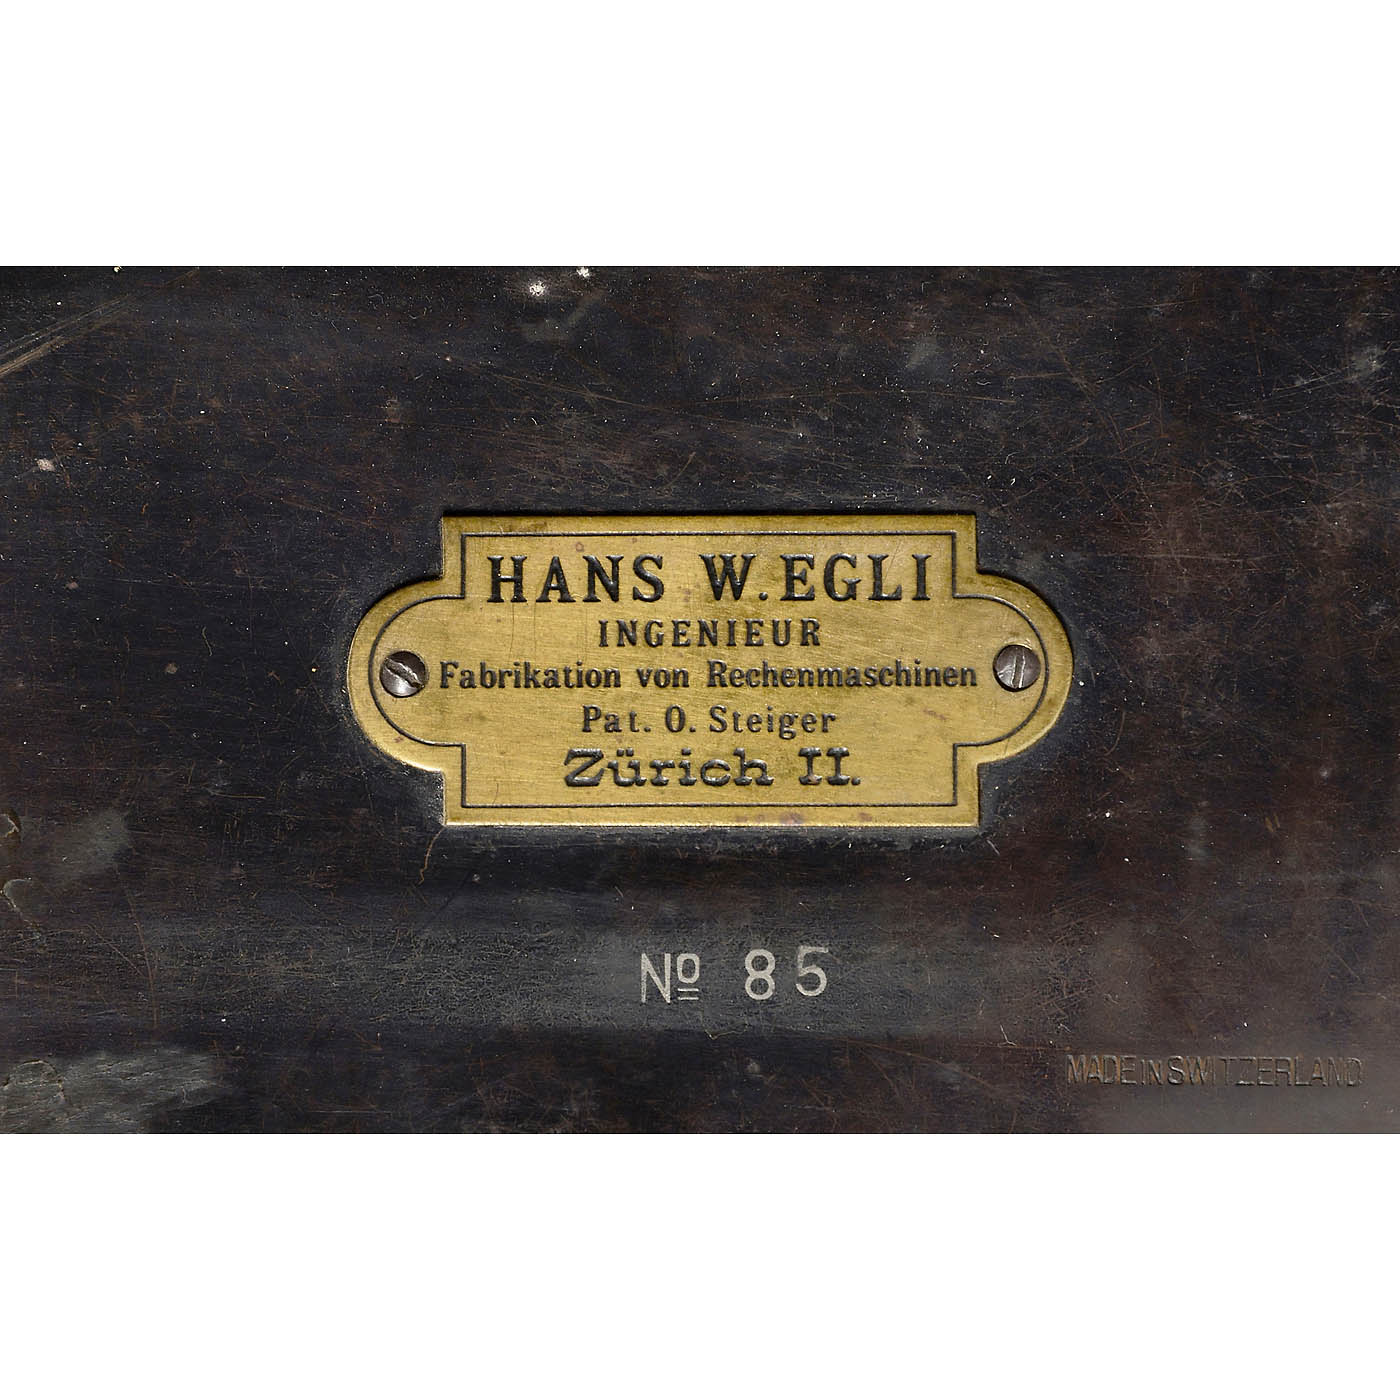 HANS W. EGLI
INGENIEUR
Fabrikation von Rechenmaschinen
Pat. O. Steiger
Zürich II.
No 85
MADE IN SWITZERLAND